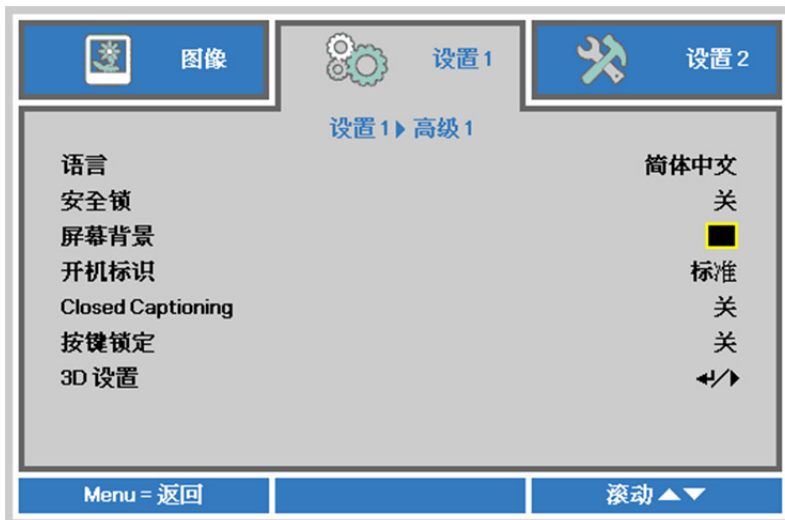 图像
设置 1
设置 2
设置 1 ▶ 高级 1
语言 简体中文
安全锁 关
屏幕背景
开机标识 标准
Closed Captioning 关
按键锁定 关
3D 设置 ↵/▶
Menu = 返回
滚动 ▲▼